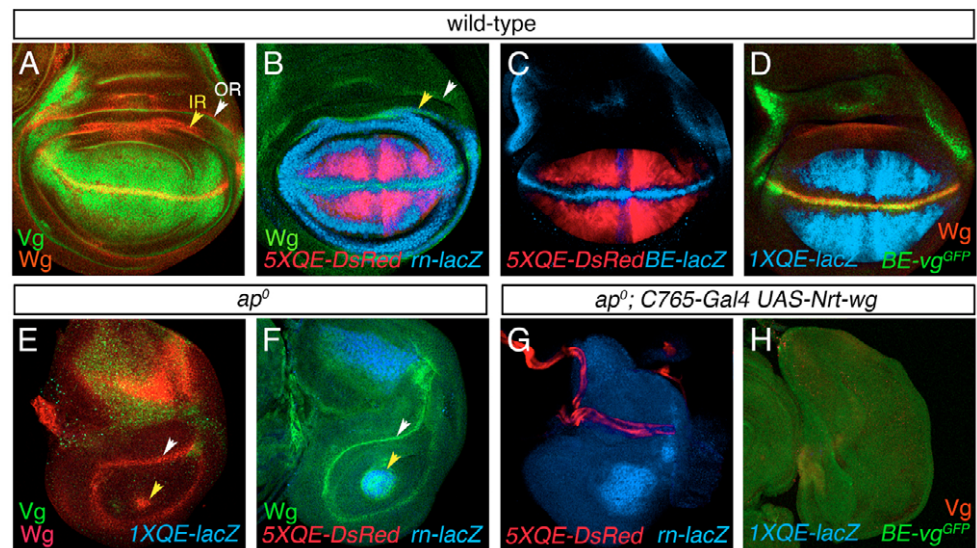 wild-type
A
IR
OR
Vg
Wg
B
Wg
5XQE-DsRed rn-lacZ
C
5XQE-DsRed BE-lacZ
D
Wg
1XQE-lacZ BE-vgGFP
ap0
ap0; C765-Gal4 UAS-Nrt-wg
E
Vg
Wg 1XQE-lacZ
F
Wg
5XQE-DsRed rn-lacZ
G
5XQE-DsRed rn-lacZ
H
Vg
1XQE-lacZ BE-vgGFP